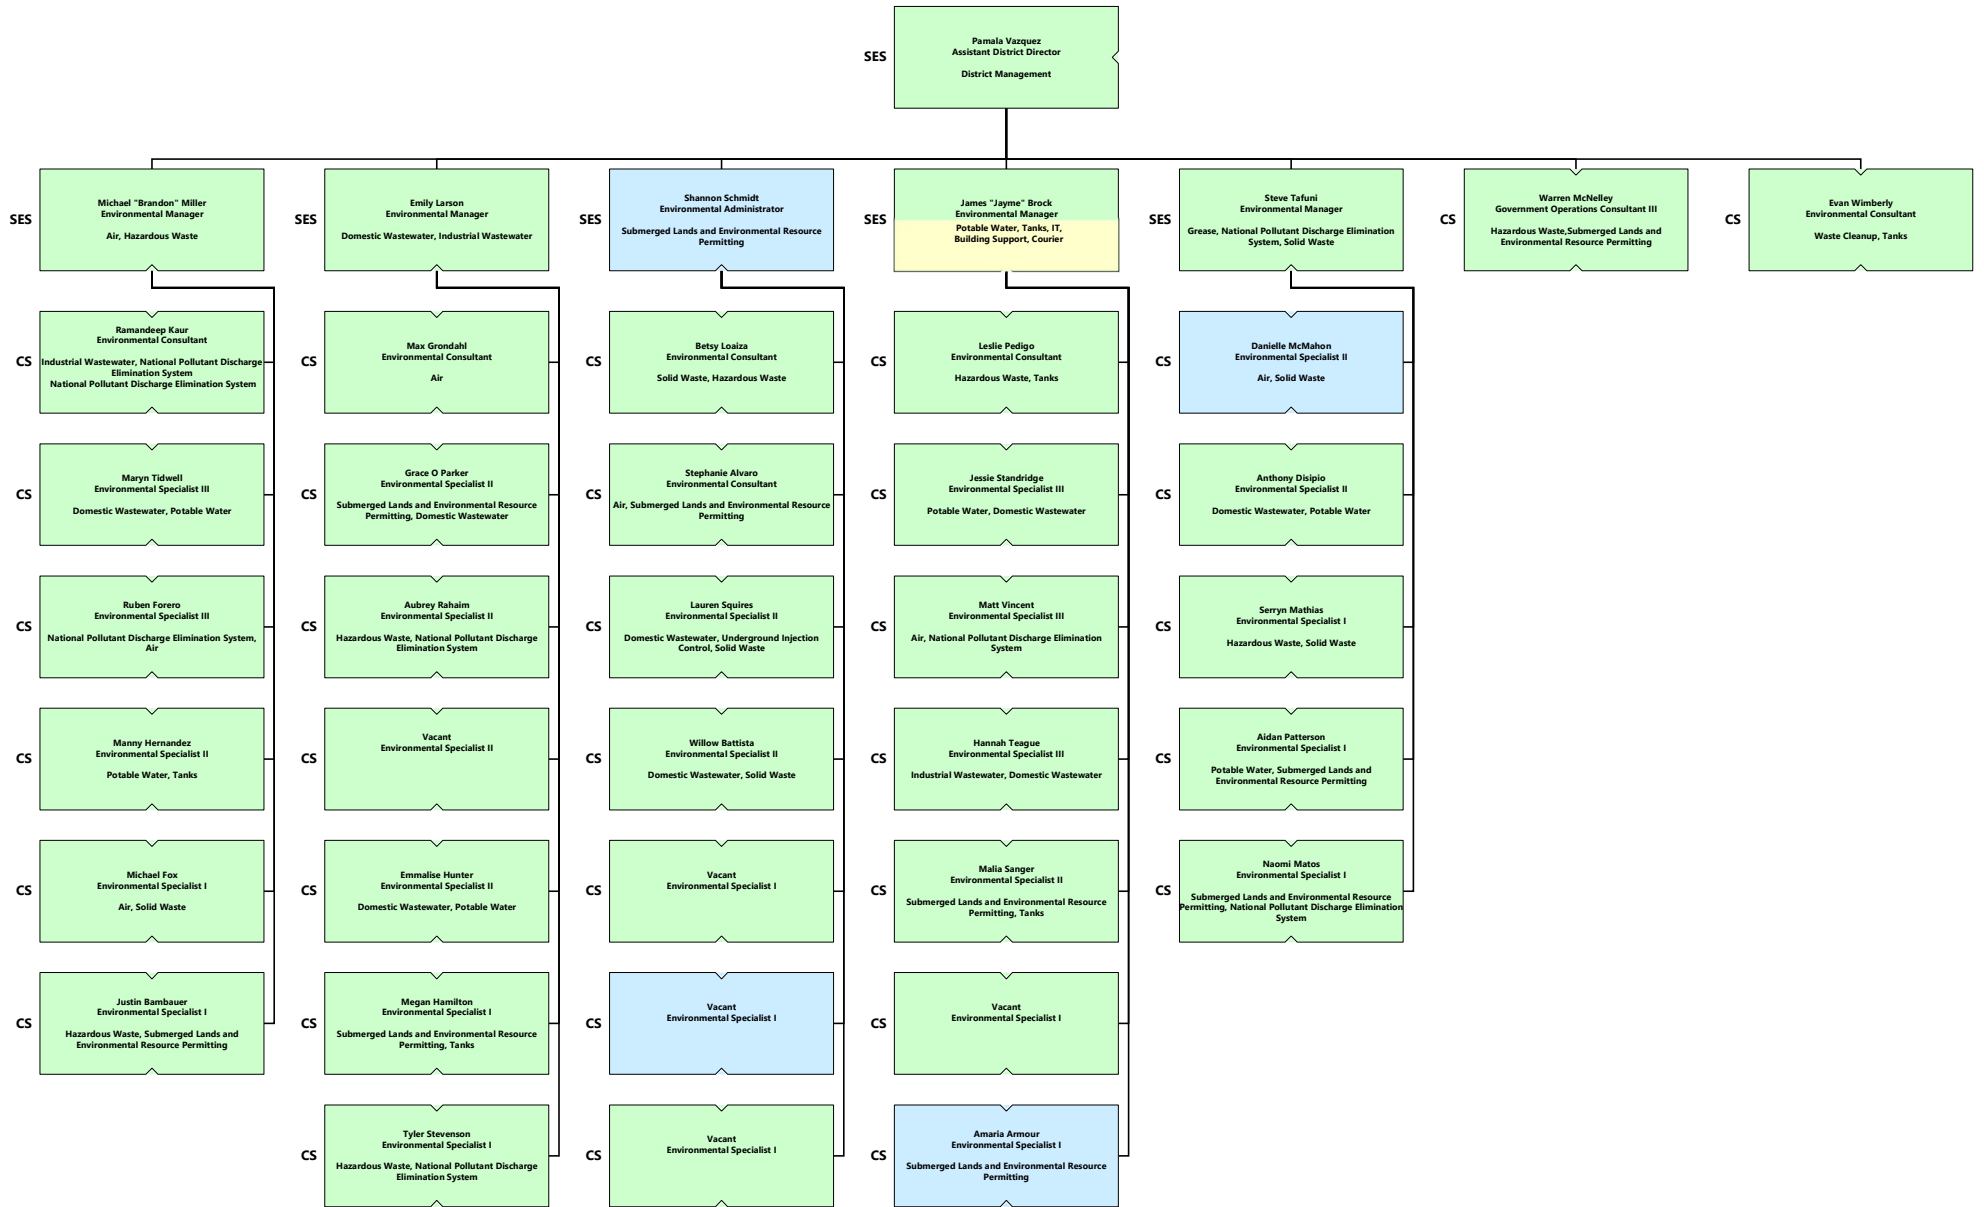 SES
Pamala Vazquez
Assistant District Director
District Management
SES
Michael "Brandon" Miller
Environmental Manager
Air, Hazardous Waste
SES
Emily Larson
Environmental Manager
Domestic Wastewater, Industrial Wastewater
SES
Shannon Schmidt
Environmental Administrator
Submerged Lands and Environmental Resource
Permitting
SES
James "Jayme" Brock
Environmental Manager
Potable Water, Tanks, IT,
Building Support, Courier
SES
Steve Tafuni
Environmental Manager
Grease, National Pollutant Discharge Elimination
System, Solid Waste
CS
Warren McNelley
Government Operations Consultant III
Hazardous Waste,Submerged Lands and
Environmental Resource Permitting
CS
Evan Wimberly
Environmental Consultant
Waste Cleanup, Tanks
CS
Ramandeep Kaur
Environmental Consultant
Industrial Wastewater, National Pollutant Discharge
Elimination System
National Pollutant Discharge Elimination System
CS
Max Grondahl
Environmental Consultant
Air
CS
Betsy Loaiza
Environmental Consultant
Solid Waste, Hazardous Waste
CS
Leslie Pedigo
Environmental Consultant
Hazardous Waste, Tanks
CS
Danielle McMahon
Environmental Specialist II
Air, Solid Waste
CS
Maryn Tidwell
Environmental Specialist III
Domestic Wastewater, Potable Water
CS
Grace O Parker
Environmental Specialist II
Submerged Lands and Environmental Resource
Permitting, Domestic Wastewater
CS
Stephanie Alvaro
Environmental Consultant
Air, Submerged Lands and Environmental Resource
Permitting
CS
Jessie Standridge
Environmental Specialist III
Potable Water, Domestic Wastewater
CS
Anthony Disipio
Environmental Specialist II
Domestic Wastewater, Potable Water
CS
Ruben Forero
Environmental Specialist III
National Pollutant Discharge Elimination System,
Air
CS
Aubrey Rahaim
Environmental Specialist II
Hazardous Waste, National Pollutant Discharge
Elimination System
CS
Lauren Squires
Environmental Specialist II
Domestic Wastewater, Underground Injection
Control, Solid Waste
CS
Matt Vincent
Environmental Specialist III
Air, National Pollutant Discharge Elimination
System
CS
Serryn Mathias
Environmental Specialist I
Hazardous Waste, Solid Waste
CS
Manny Hernandez
Environmental Specialist II
Potable Water, Tanks
CS
Vacant
Environmental Specialist II
CS
Willow Battista
Environmental Specialist II
Domestic Wastewater, Solid Waste
CS
Hannah Teague
Environmental Specialist III
Industrial Wastewater, Domestic Wastewater
CS
Aidan Patterson
Environmental Specialist I
Potable Water, Submerged Lands and
Environmental Resource Permitting
CS
Michael Fox
Environmental Specialist I
Air, Solid Waste
CS
Emmalise Hunter
Environmental Specialist II
Domestic Wastewater, Potable Water
CS
Vacant
Environmental Specialist I
CS
Malia Sanger
Environmental Specialist II
Submerged Lands and Environmental Resource
Permitting, Tanks
CS
Naomi Matos
Environmental Specialist I
Submerged Lands and Environmental Resource
Permitting, National Pollutant Discharge Elimination
System
CS
Justin Bambauer
Environmental Specialist I
Hazardous Waste, Submerged Lands and
Environmental Resource Permitting
CS
Megan Hamilton
Environmental Specialist I
Submerged Lands and Environmental Resource
Permitting, Tanks
CS
Vacant
Environmental Specialist I
CS
Vacant
Environmental Specialist I
CS
Tyler Stevenson
Environmental Specialist I
Hazardous Waste, National Pollutant Discharge
Elimination System
CS
Vacant
Environmental Specialist I
CS
Amaria Armour
Environmental Specialist I
Submerged Lands and Environmental Resource
Permitting